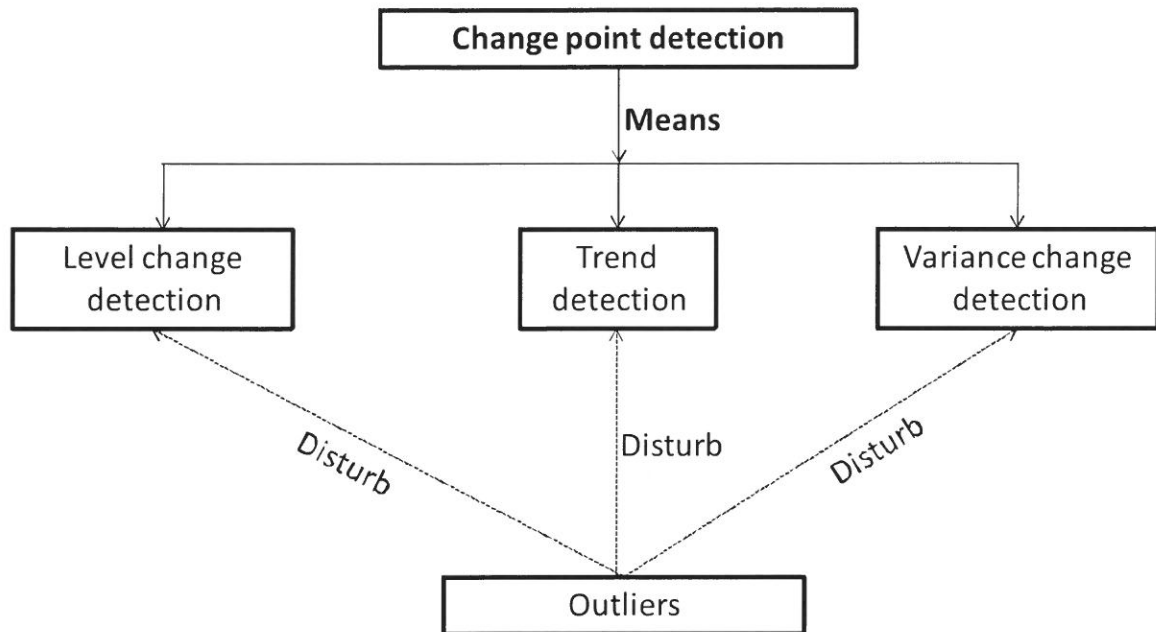 Change point detection
Means
Level change
detection
Trend
detection
Variance change
detection
Disturb
Disturb
Disturb
Outliers